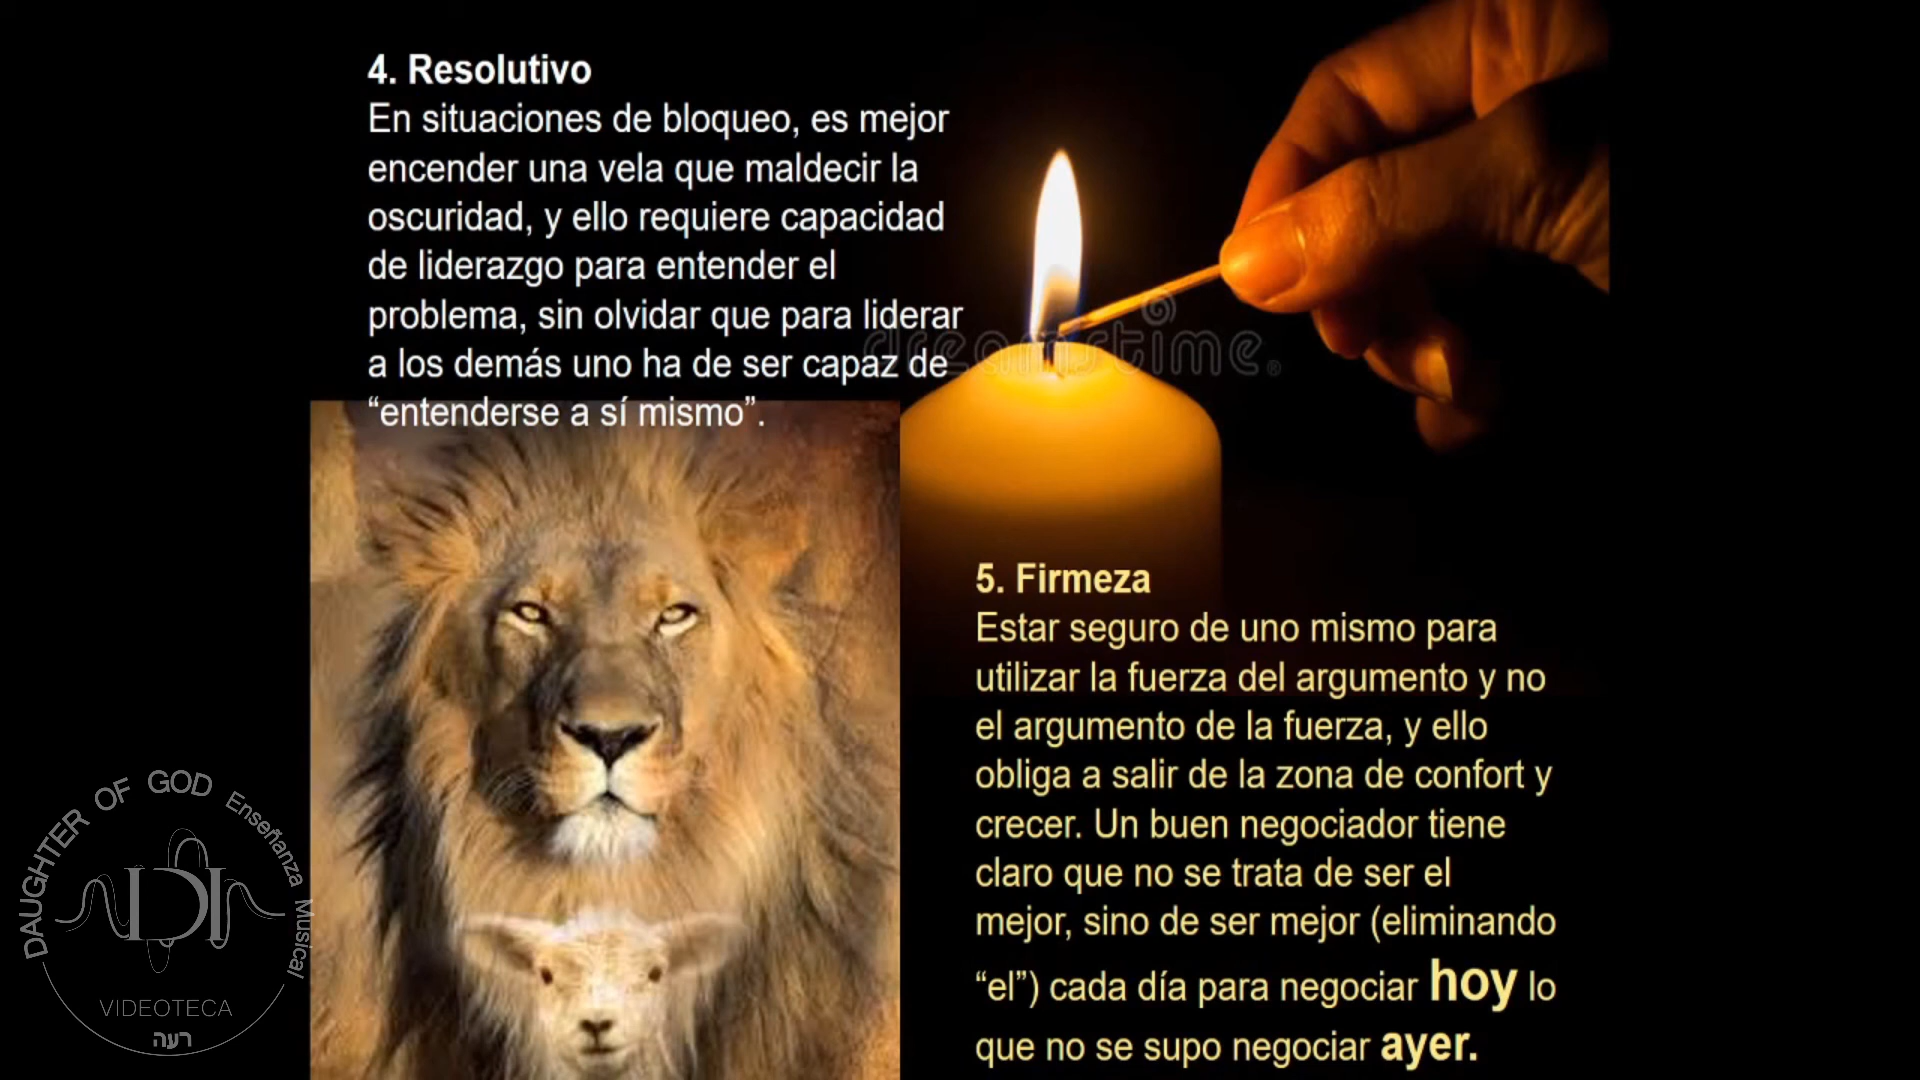 4. Resolutivo
En situaciones de bloqueo, es mejor
encender una vela que maldecir la
oscuridad, y ello requiere capacidad
de liderazgo para entender el
problema, sin olvidar que para liderar
a los demás uno ha de ser capaz de
“entenderse a sí mismo”.
dreamstime®
5. Firmeza
Estar seguro de uno mismo para
utilizar la fuerza del argumento y no
el argumento de la fuerza, y ello
obliga a salir de la zona de confort y
crecer. Un buen negociador tiene
claro que no se trata de ser el
mejor, sino de ser mejor (eliminando
“el”) cada día para negociar hoy lo
que no se supo negociar ayer.
DAUGHTER OF GOD Enseñanza Musical
VIDEOTECA
רעה